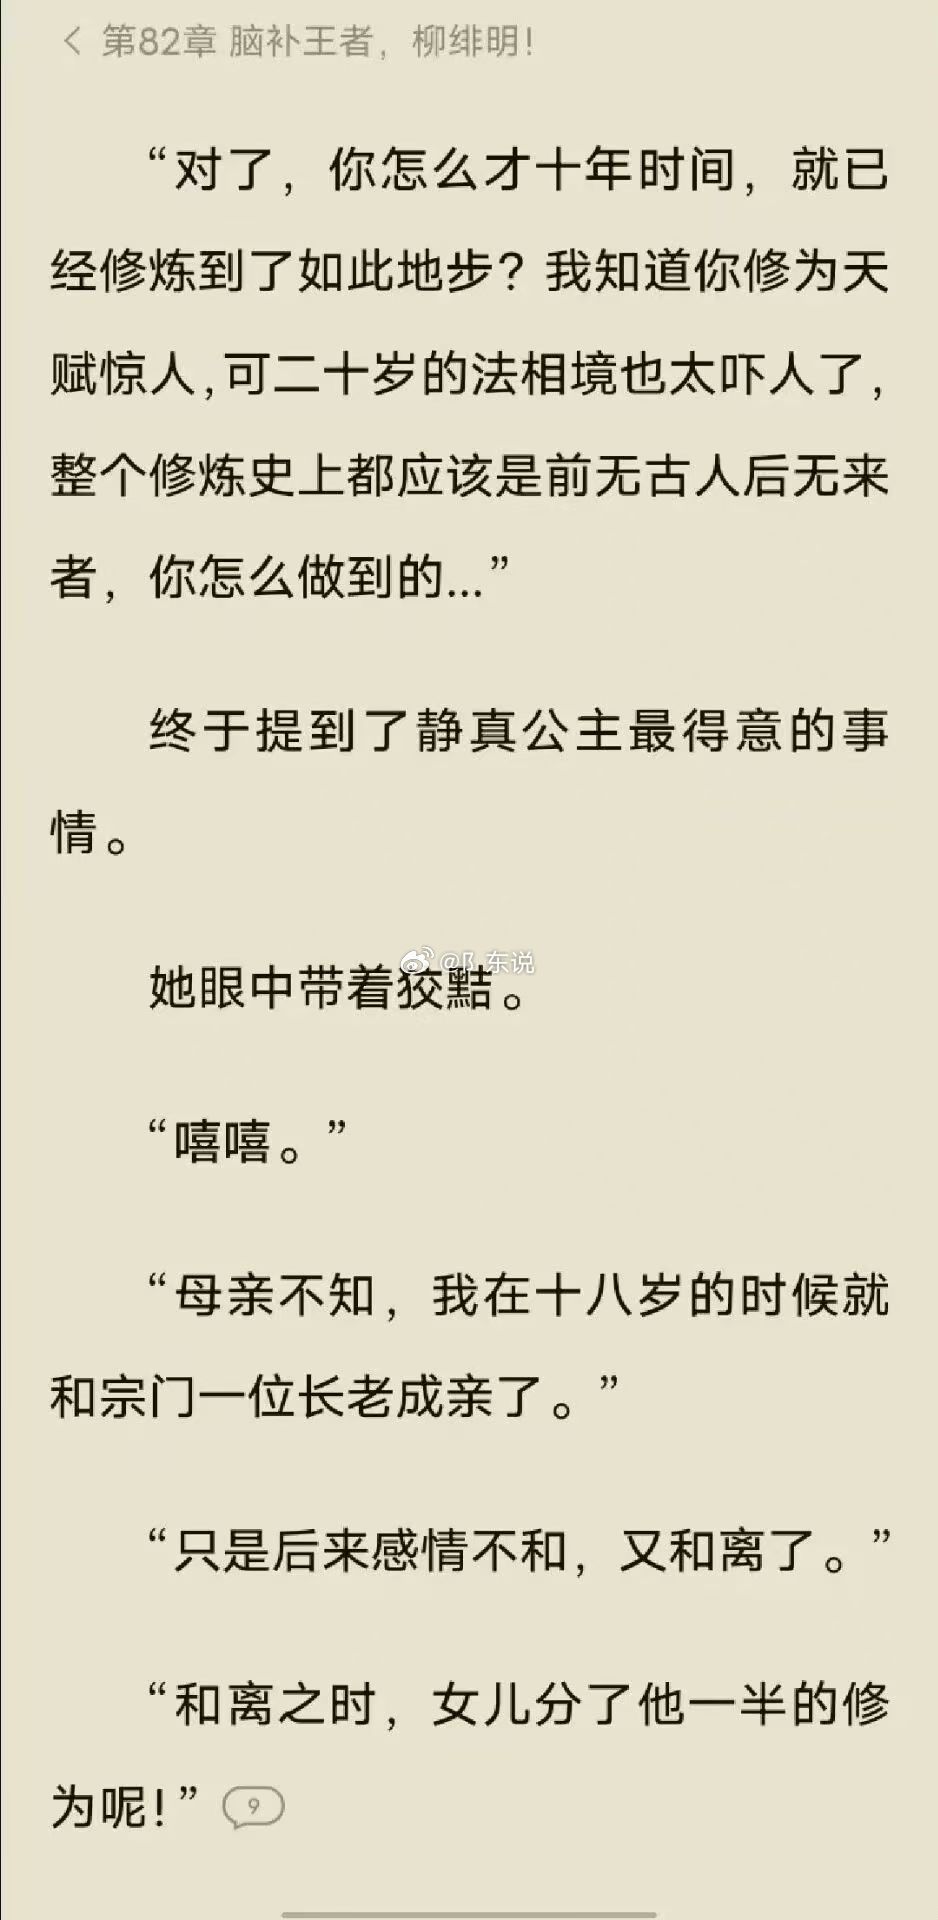 第82章 脑补王者，柳绯明！
“对了，你怎么才十年时间，就已
经修炼到了如此地步？我知道你修为天
赋惊人，可二十岁的法相境也太吓人了，
整个修炼史上都应该是前无古人后无来
者，你怎么做到的...”
终于提到了静真公主最得意的事
情。
@阝东说
她眼中带着狡黠。
“嘻嘻。”
“母亲不知，我在十八岁的时候就
和宗门一位长老成亲了。”
“只是后来感情不和，又和离了。”
“和离之时，女儿分了他一半的修
为呢！”
9